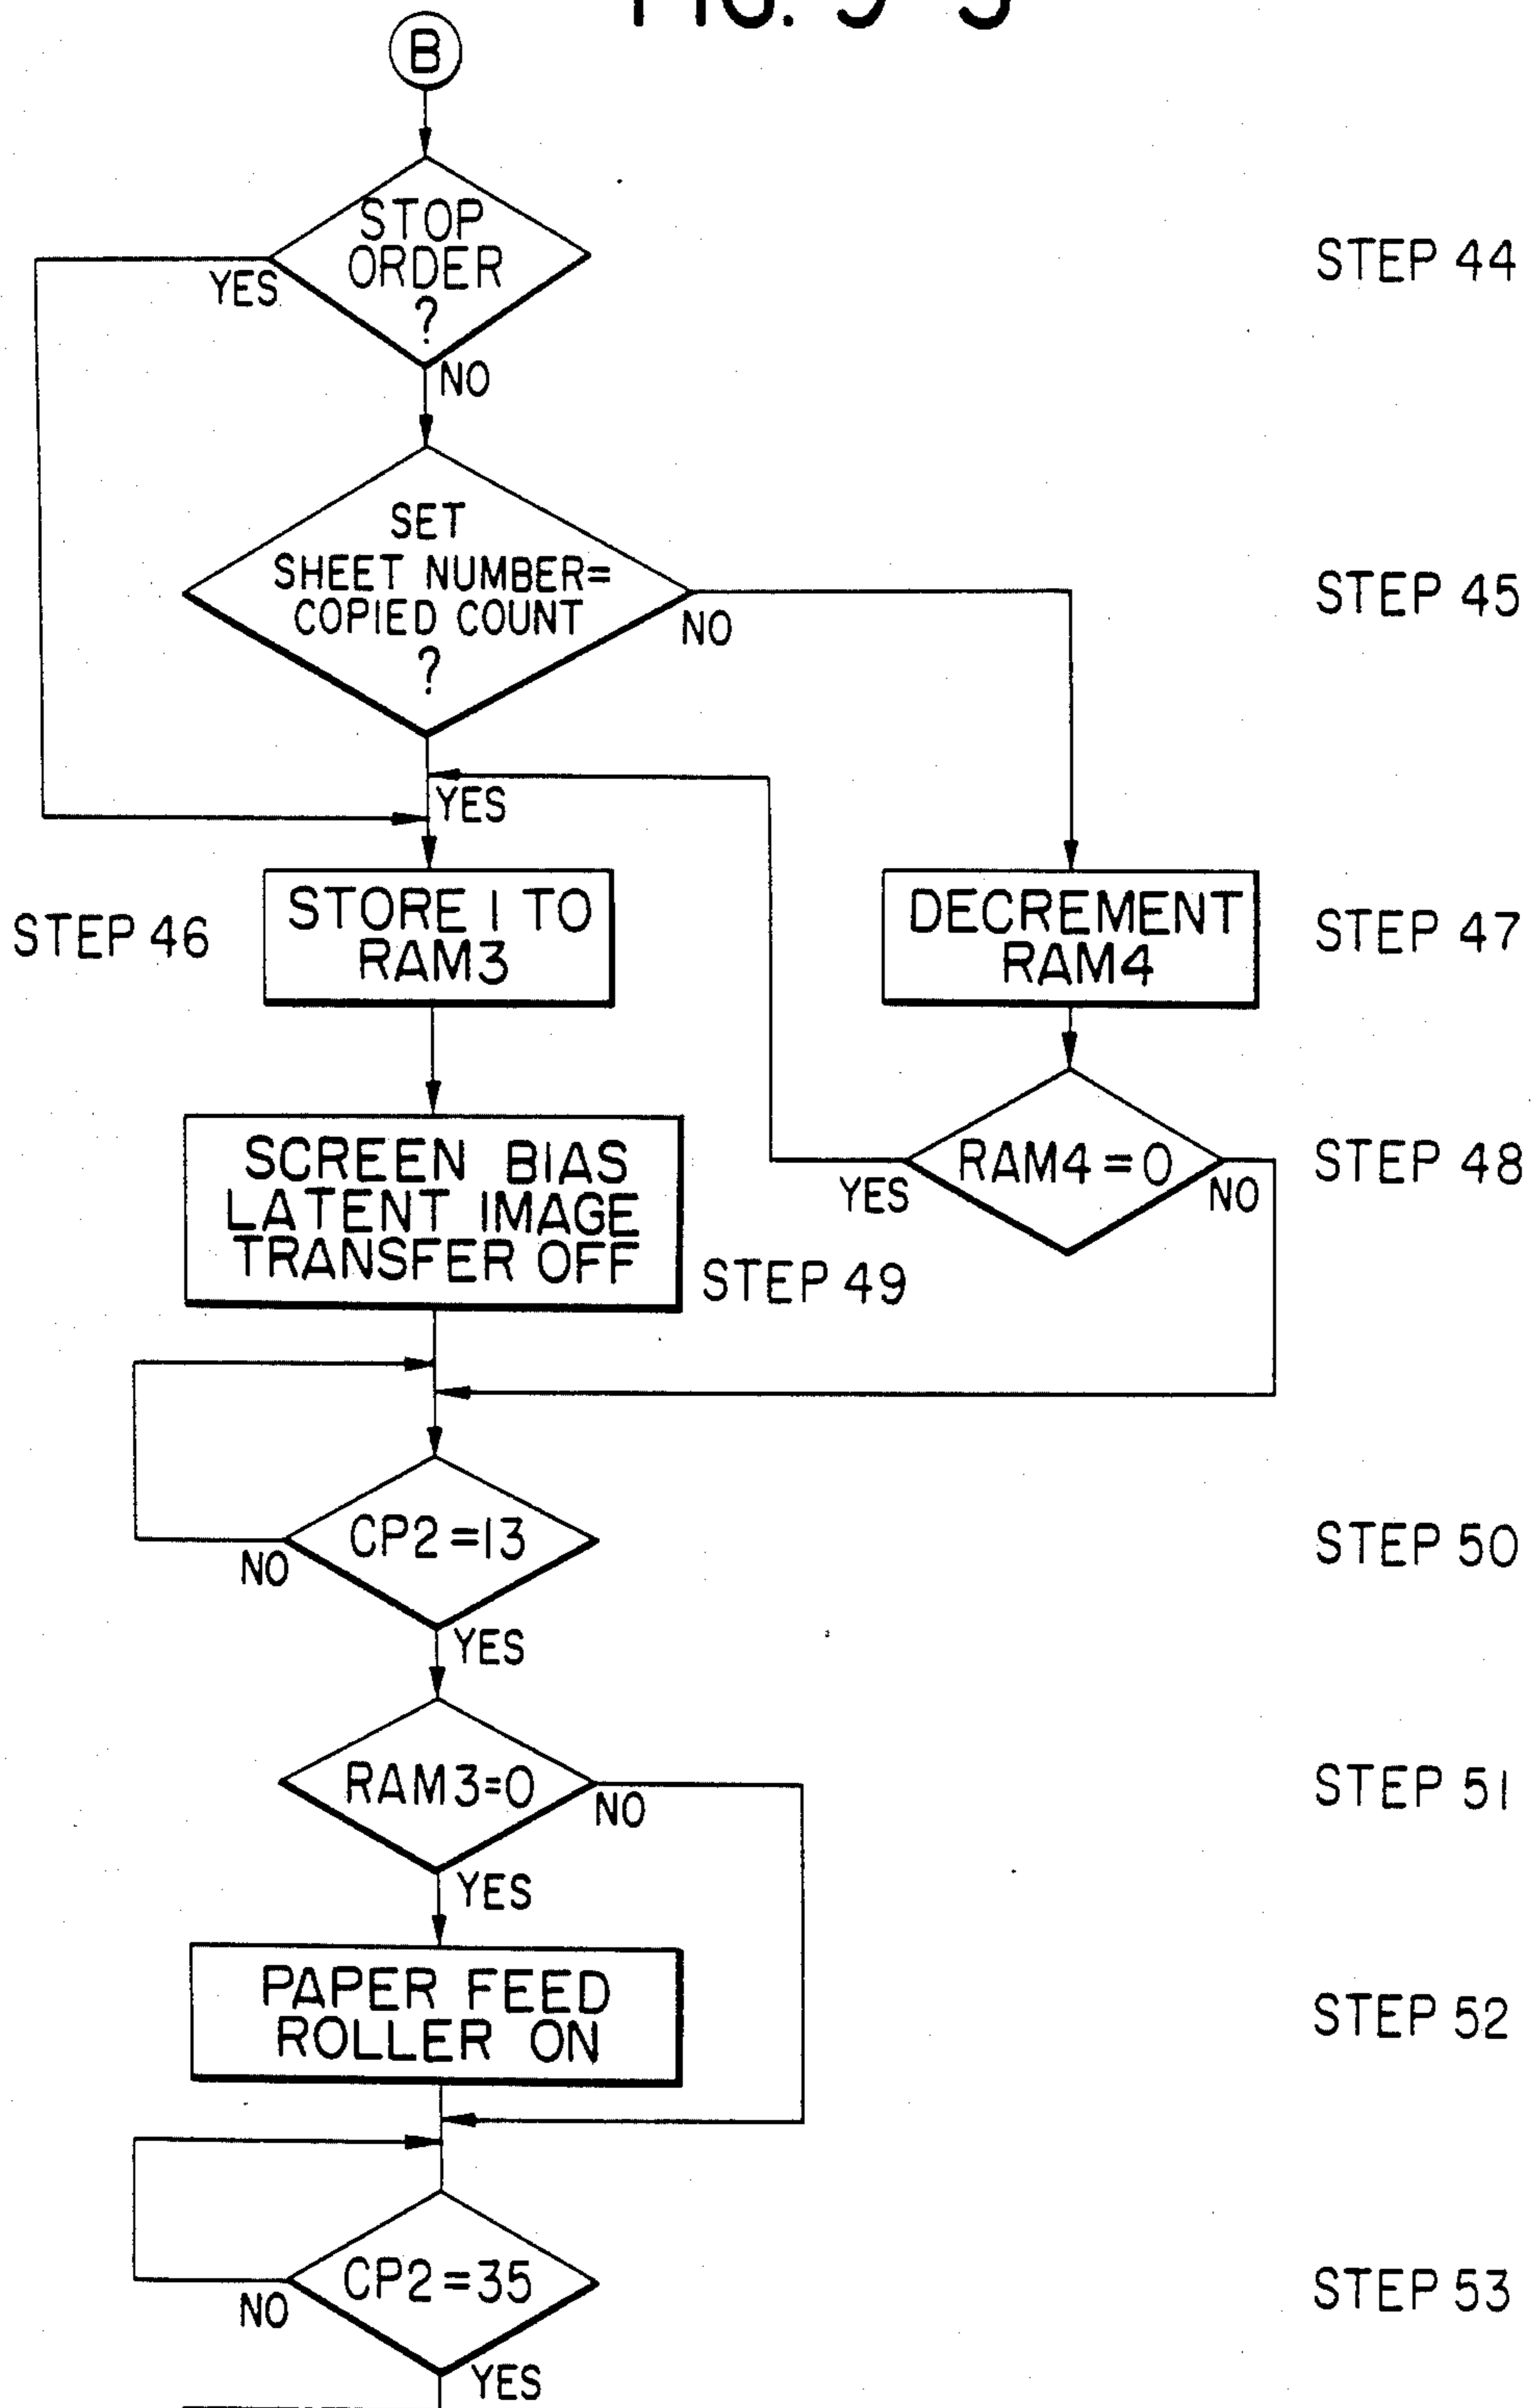 FIG. 9-5
B
STOP
ORDER
?
YES
NO
STEP 44
SET
SHEET NUMBER=
COPIED COUNT
?
NO
YES
STEP 45
STORE 1 TO
RAM3
STEP 46
DECREMENT
RAM4
STEP 47
RAM4=0
YES
NO
STEP 48
SCREEN BIAS
LATENT IMAGE
TRANSFER OFF
STEP 49
CP2=13
NO
YES
STEP 50
RAM3=0
NO
YES
STEP 51
PAPER FEED
ROLLER ON
STEP 52
CP2=35
NO
YES
STEP 53